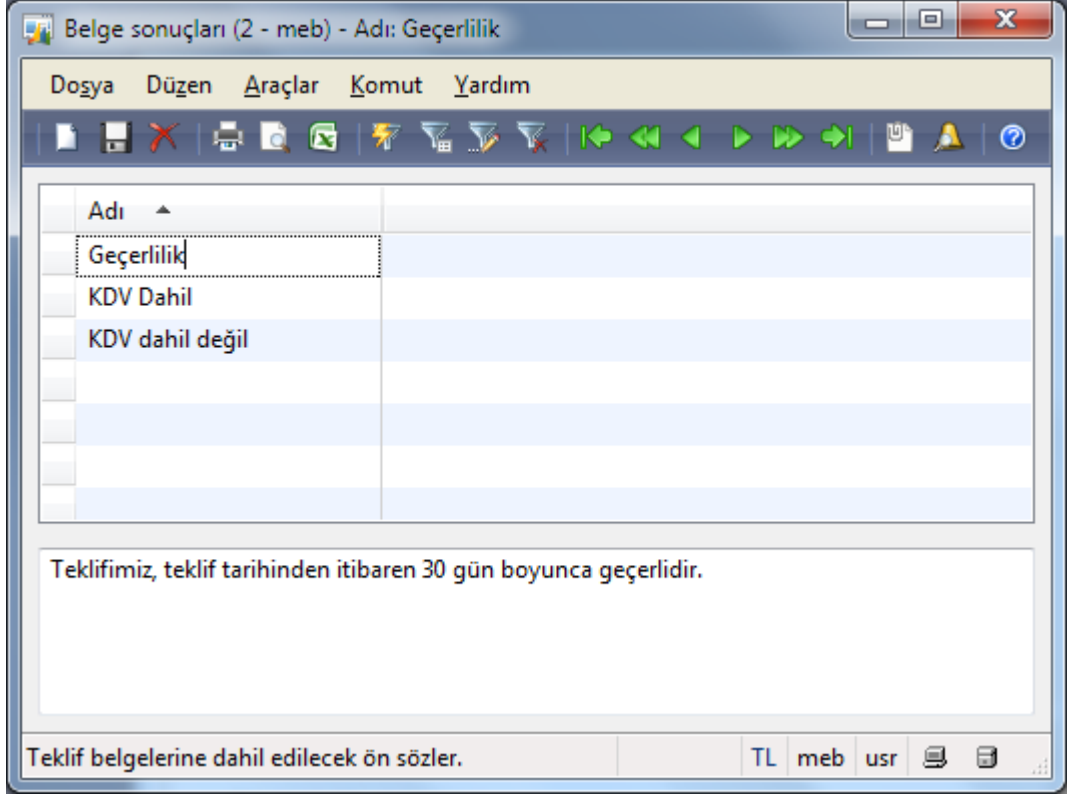 Belge sonuçları (2 - meb) - Adı: Geçerlilik
Dosya Düzen Araçlar Komut Yardım
Adı
Geçerlilik
KDV Dahil
KDV dahil değil
Teklifimiz, teklif tarihinden itibaren 30 gün boyunca geçerlidir.
Teklif belgelerine dahil edilecek ön sözler. TL meb usr